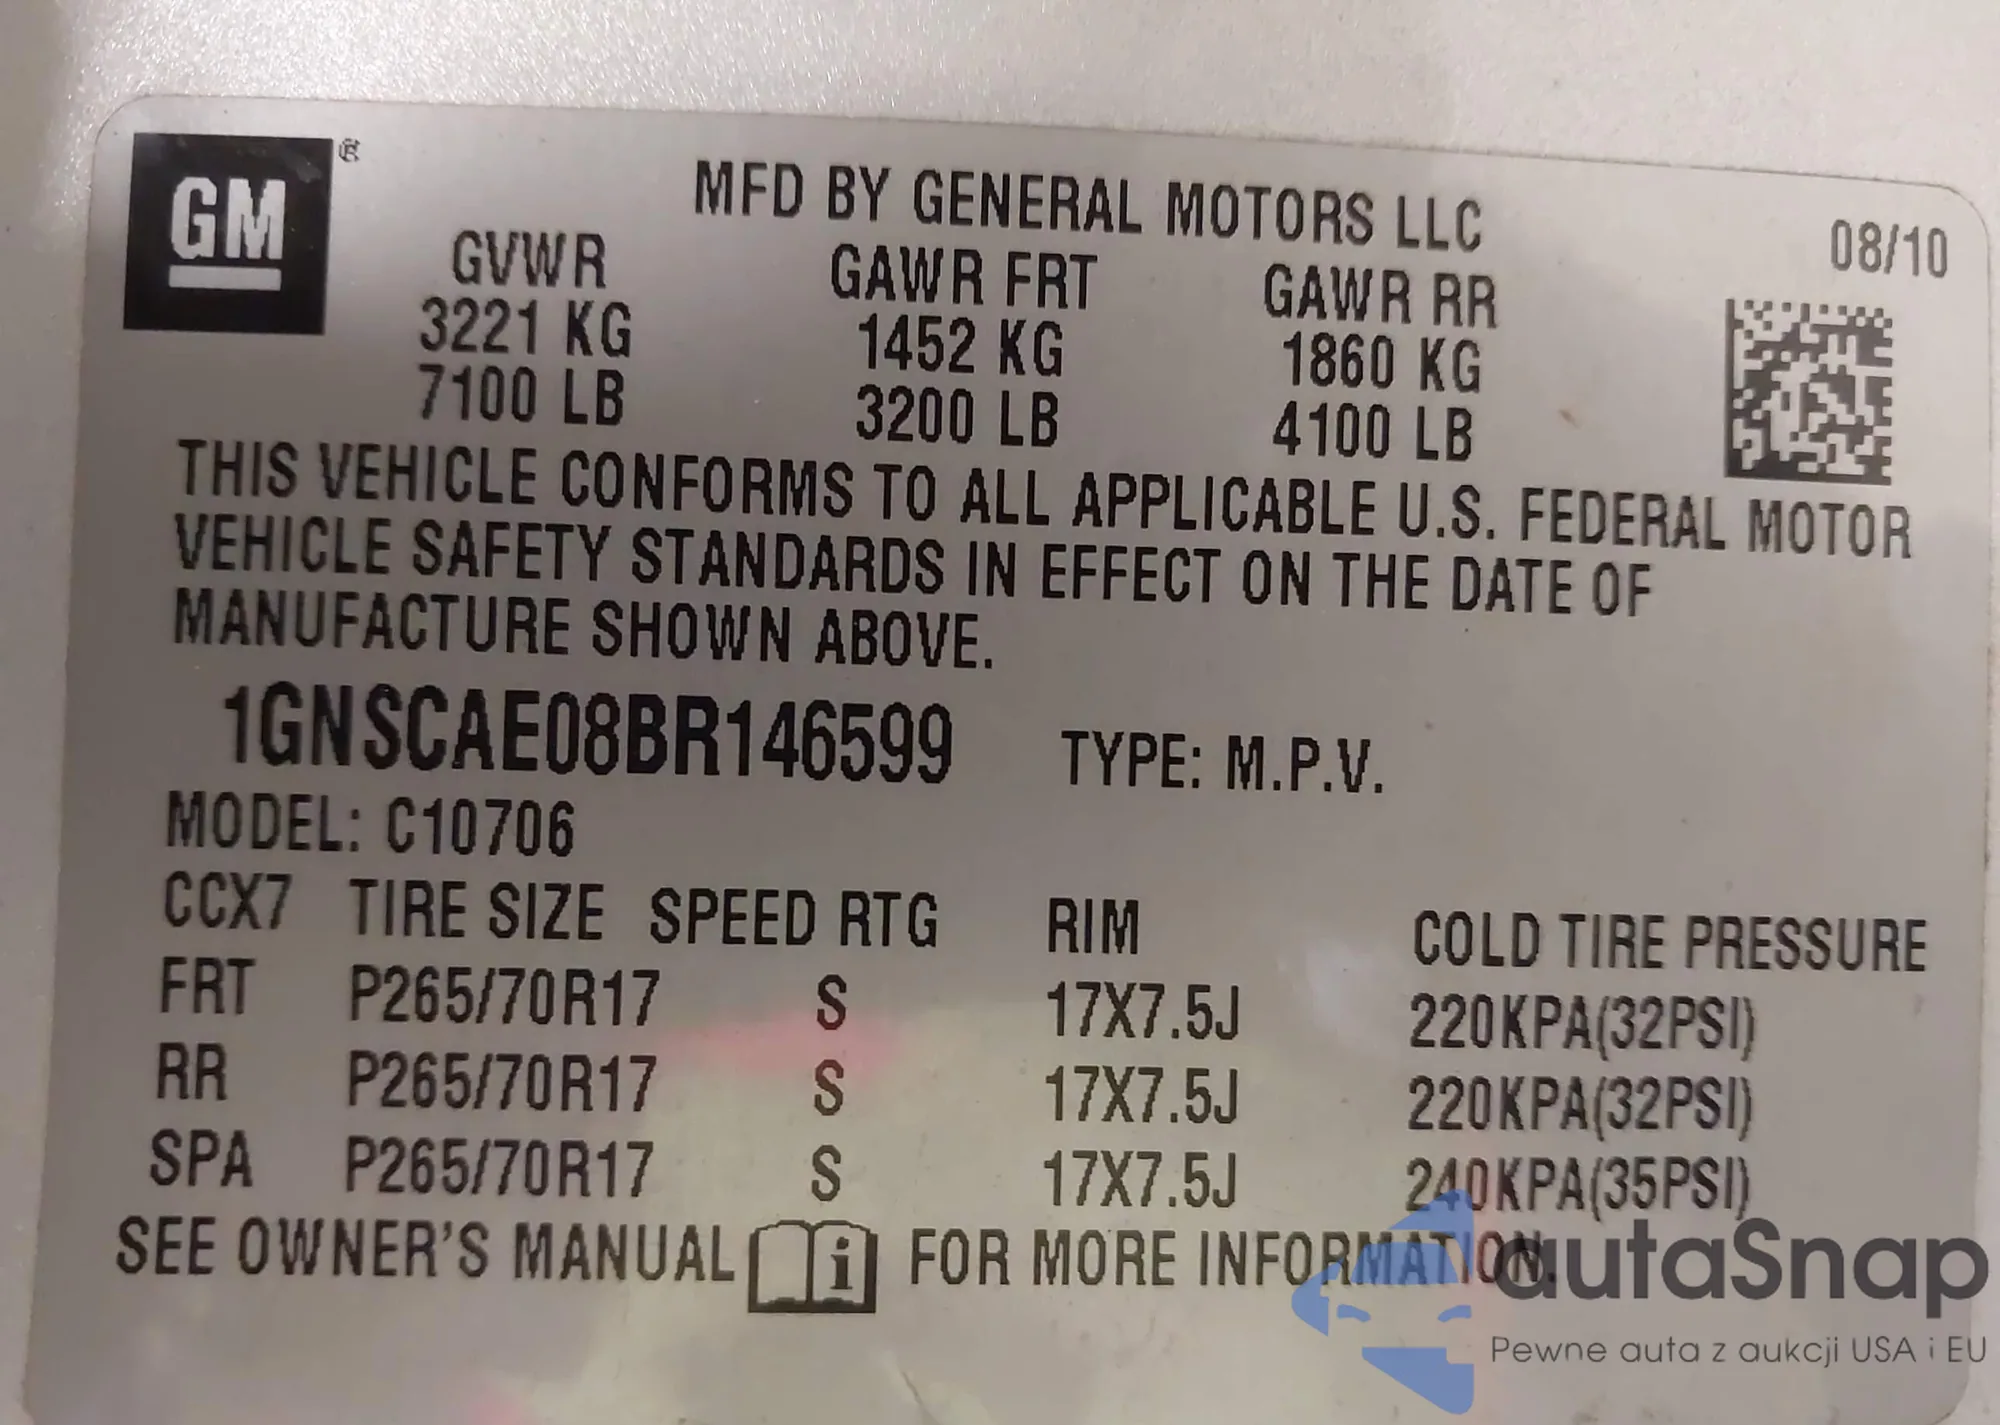 GM ®
MFD BY GENERAL MOTORS LLC
08/10
GVWR GAWR FRT GAWR RR
3221 KG 1452 KG 1860 KG
7100 LB 3200 LB 4100 LB
THIS VEHICLE CONFORMS TO ALL APPLICABLE U.S. FEDERAL MOTOR
VEHICLE SAFETY STANDARDS IN EFFECT ON THE DATE OF
MANUFACTURE SHOWN ABOVE.
1GNSCAE08BR146599 TYPE: M.P.V.
MODEL: C10706
CCX7 TIRE SIZE SPEED RTG RIM COLD TIRE PRESSURE
FRT P265/70R17 S 17X7.5J 220KPA(32PSI)
RR P265/70R17 S 17X7.5J 220KPA(32PSI)
SPA P265/70R17 S 17X7.5J 240KPA(35PSI)
SEE OWNER'S MANUAL i FOR MORE INFORMATION.
autaSnap
Pewne auta z aukcji USA i EU